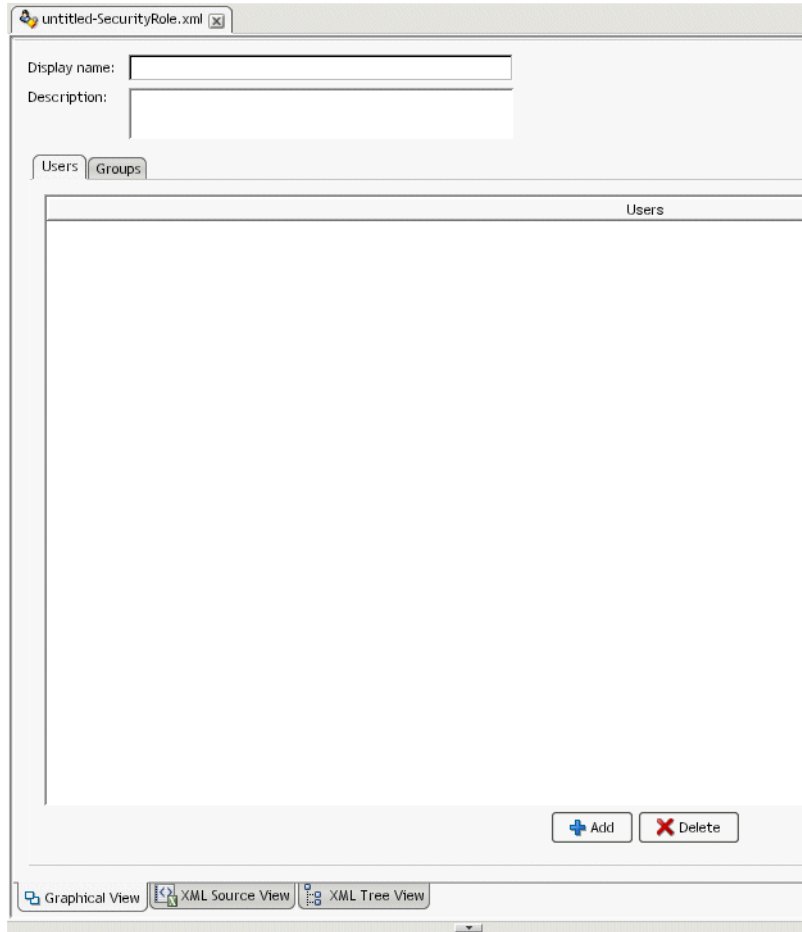 untitled-SecurityRole.xml
Display name:
Description:
Users Groups
Users
Add Delete
Graphical View XML Source View XML Tree View